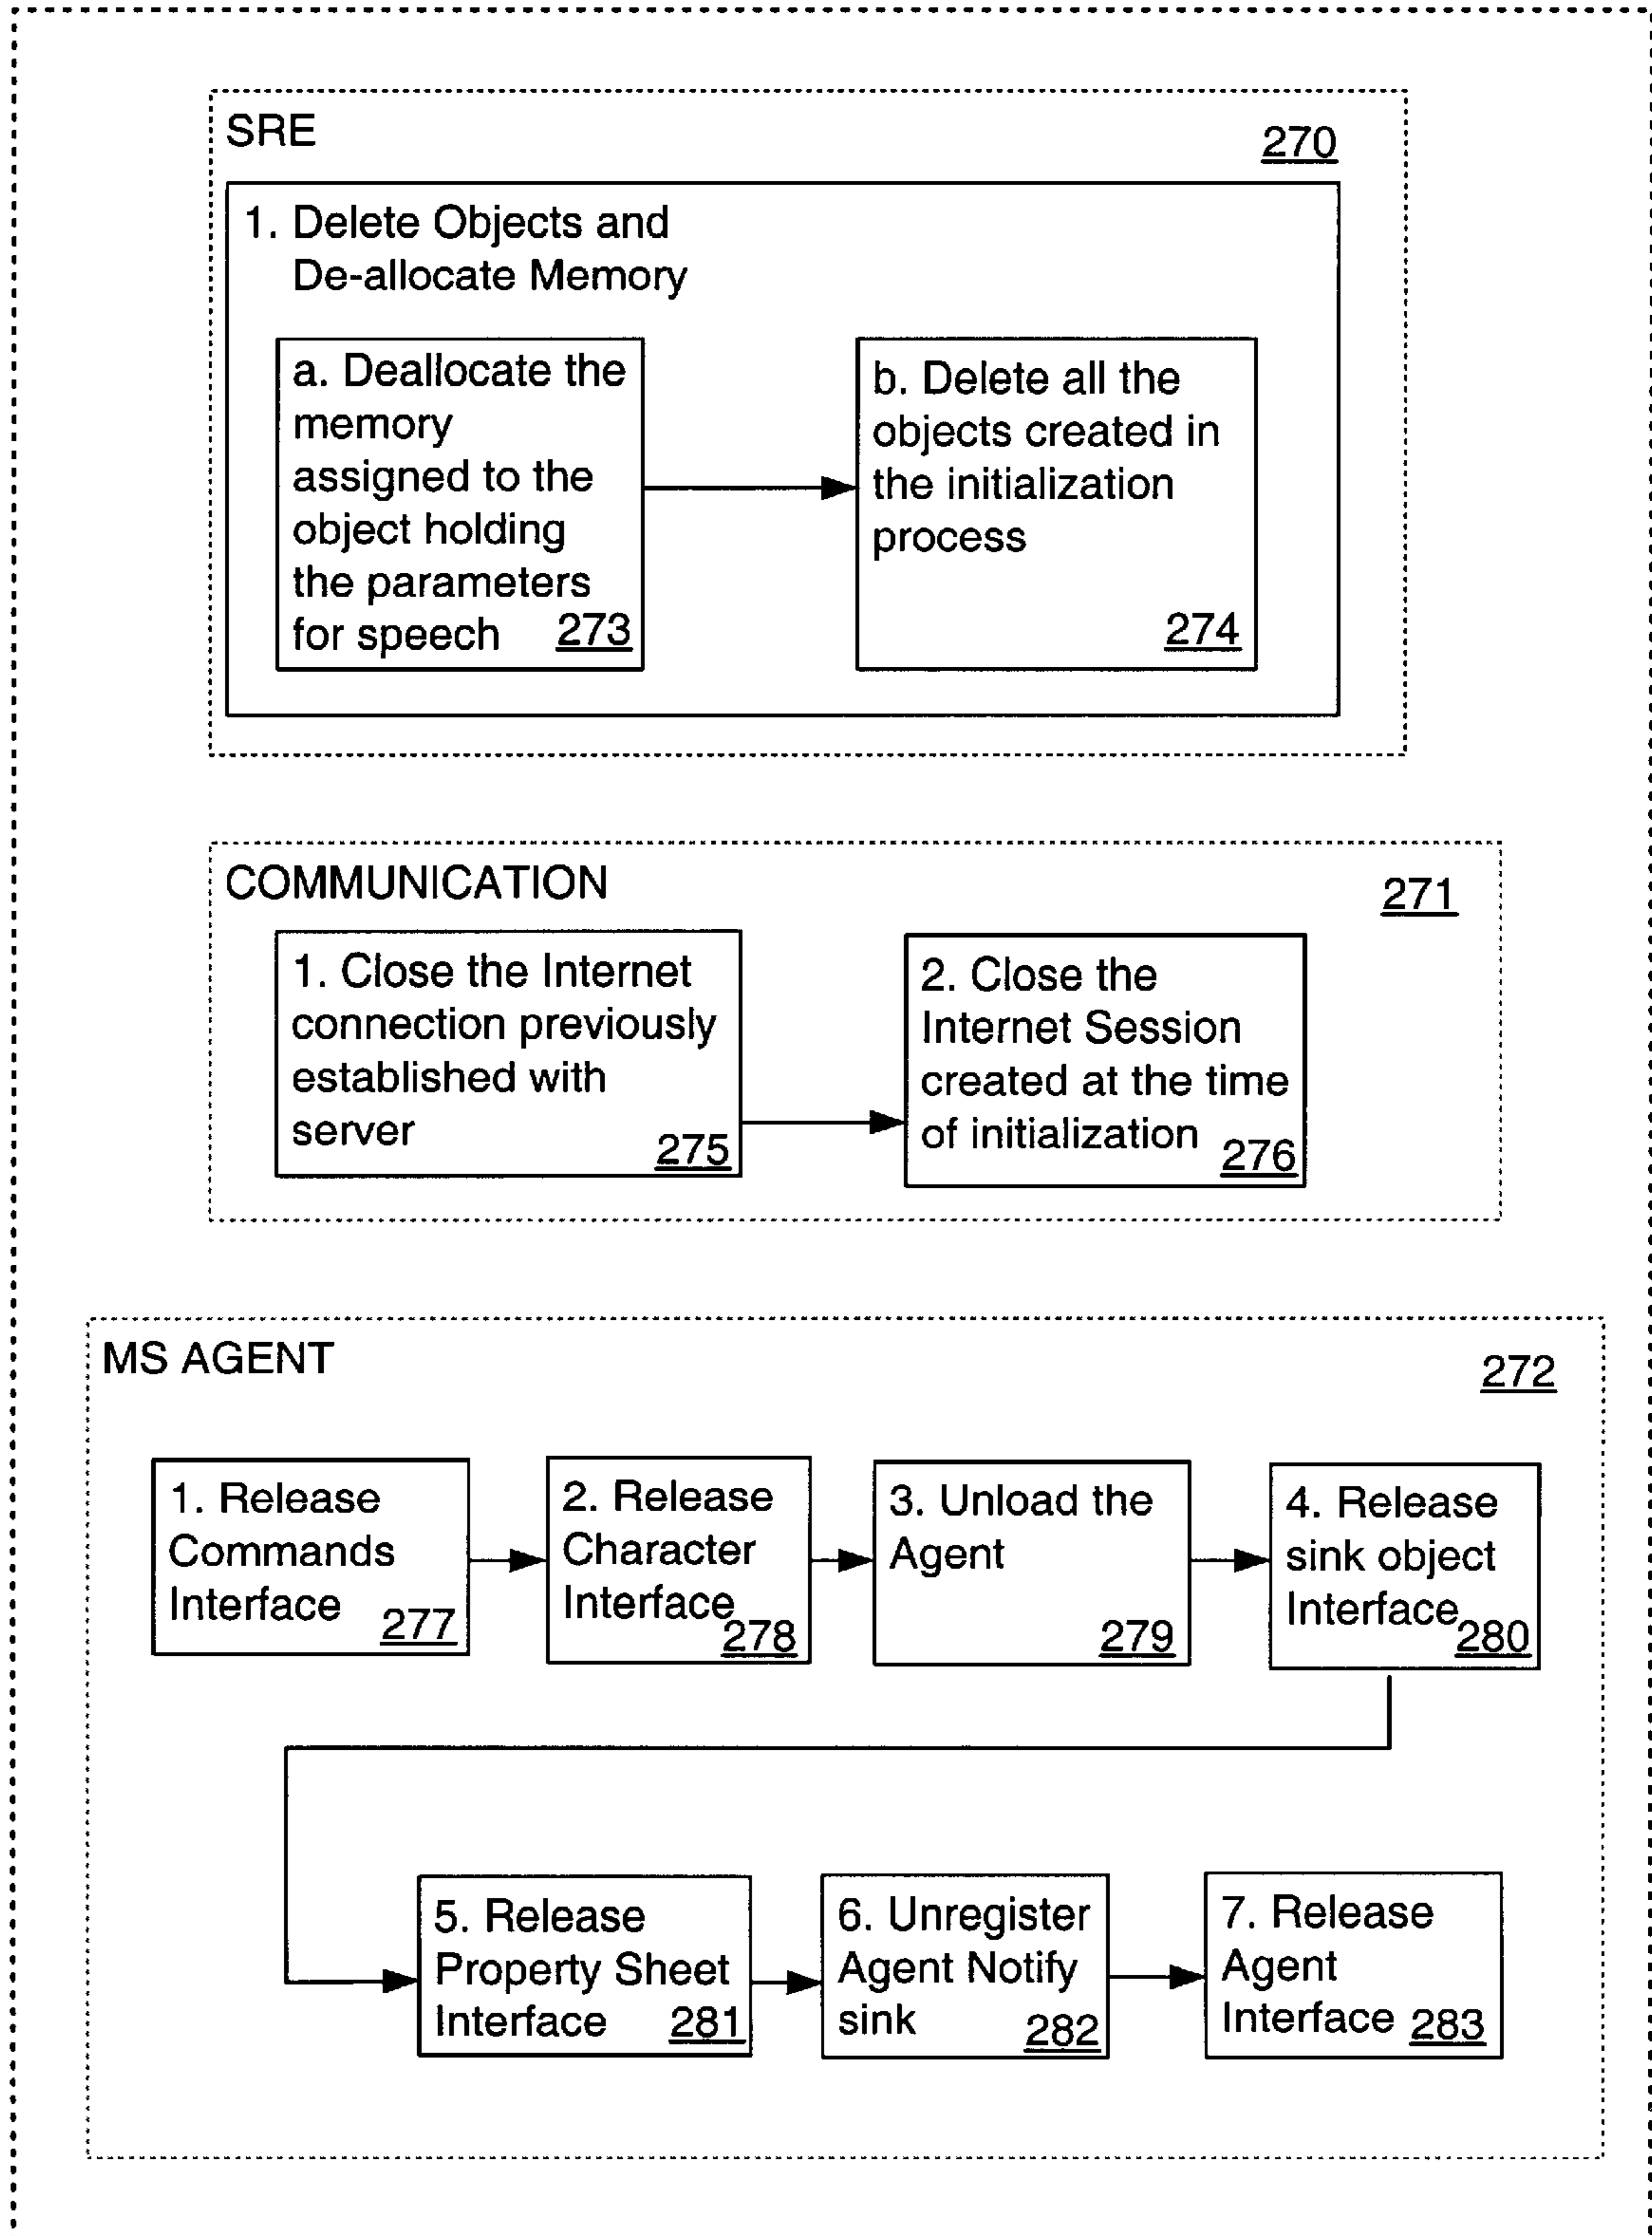 SRE
270
1. Delete Objects and
De-allocate Memory
a. Deallocate the
memory
assigned to the
object holding
the parameters
for speech 273
b. Delete all the
objects created in
the initialization
process
274
COMMUNICATION
271
1. Close the Internet
connection previously
established with
server 275
2. Close the
Internet Session
created at the time
of initialization 276
MS AGENT
272
1. Release
Commands
Interface 277
2. Release
Character
Interface 278
3. Unload the
Agent
279
4. Release
sink object
Interface 280
5. Release
Property Sheet
Interface 281
6. Unregister
Agent Notify
sink 282
7. Release
Agent
Interface 283